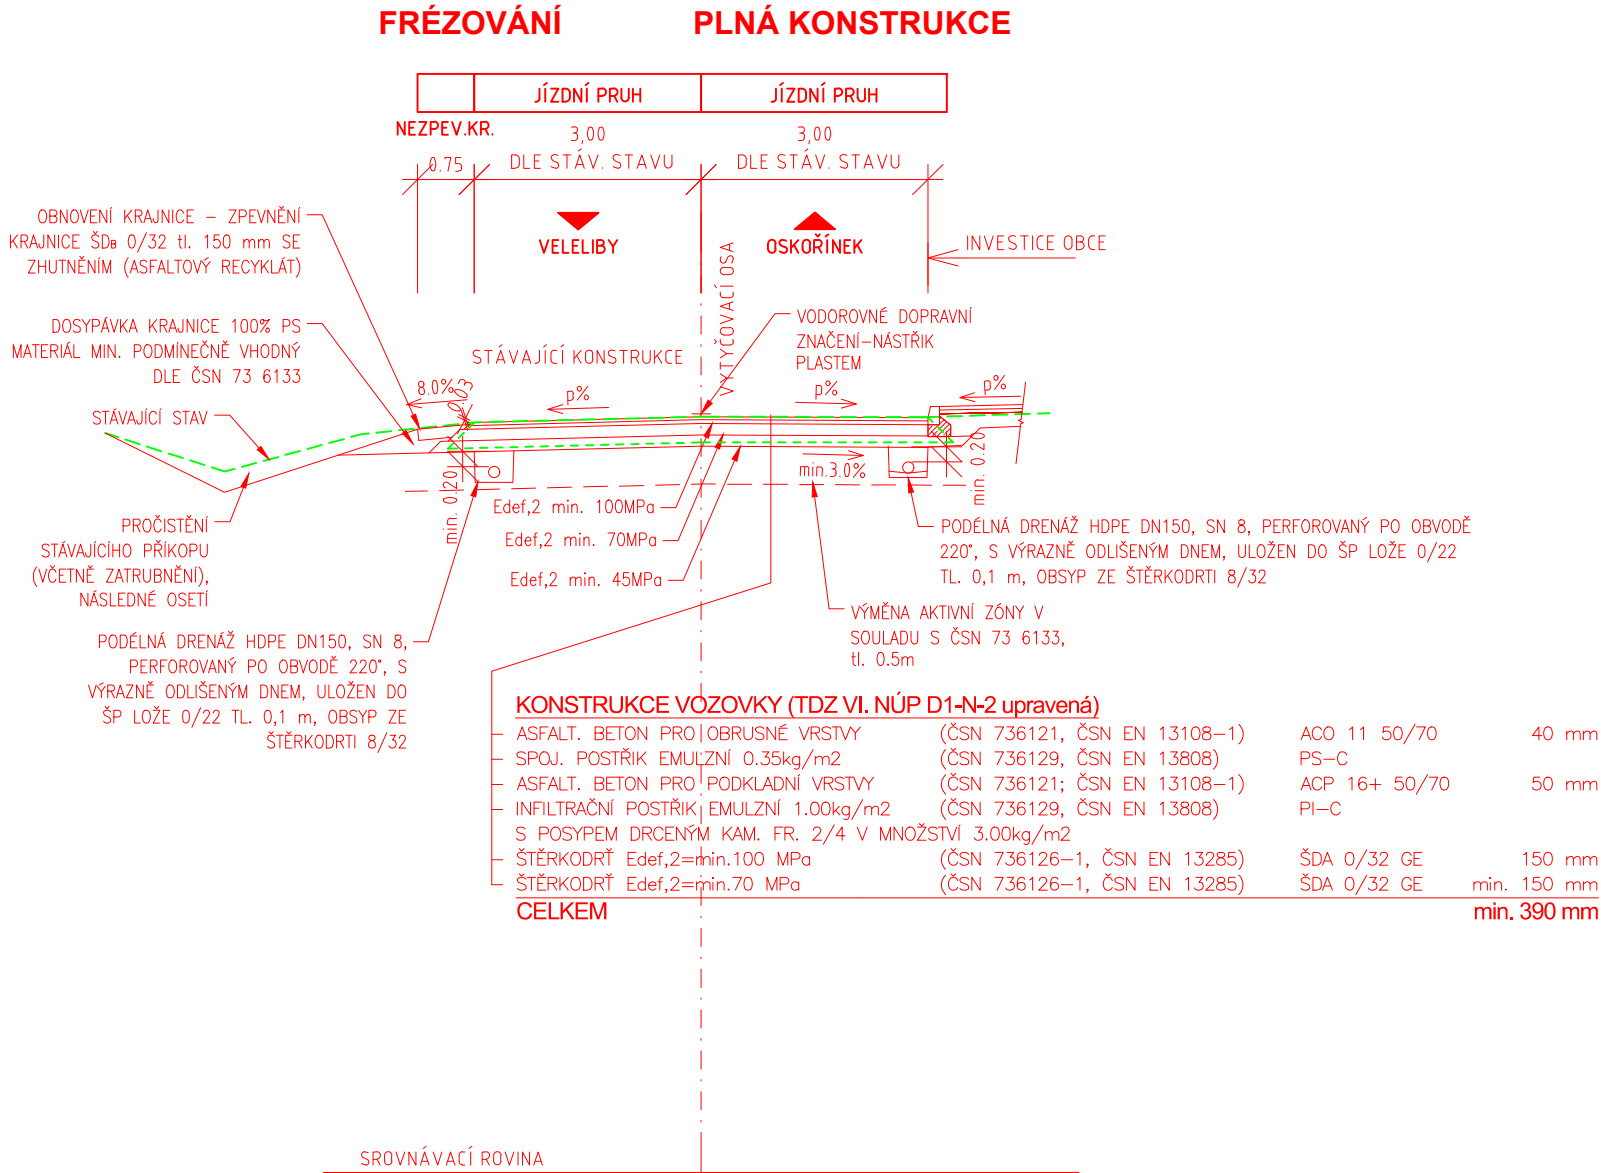 FRÉZOVÁNÍ
PLNÁ KONSTRUKCE
JÍZDNÍ PRUH
JÍZDNÍ PRUH
NEZPEV.KR.
0.75
3,00
DLE STÁV. STAVU
3,00
DLE STÁV. STAVU
VELELIBY
OSKOŘÍNEK
INVESTICE OBCE
VYTYČOVACÍ OSA
OBNOVENÍ KRAJNICE – ZPEVNĚNÍ
KRAJNICE ŠDB 0/32 tl. 150 mm SE
ZHUTNĚNÍM (ASFALTOVÝ RECYKLÁT)
DOSYPÁVKA KRAJNICE 100% PS
MATERIÁL MIN. PODMÍNEČNĚ VHODNÝ
DLE ČSN 73 6133
STÁVAJÍCÍ STAV
STÁVAJÍCÍ KONSTRUKCE
VODOROVNÉ DOPRAVNÍ
ZNAČENÍ–NÁSTŘIK
PLASTEM
8.0%
0.03
p%
p%
p%
min.3.0%
min. 0.20
min. 0.20
Edef,2 min. 100MPa
Edef,2 min. 70MPa
Edef,2 min. 45MPa
PROČISTĚNÍ
STÁVAJÍCÍHO PŘÍKOPU
(VČETNĚ ZATRUBNĚNÍ),
NÁSLEDNÉ OSETÍ
PODÉLNÁ DRENÁŽ HDPE DN150, SN 8, PERFOROVANÝ PO OBVODĚ
220°, S VÝRAZNĚ ODLIŠENÝM DNEM, ULOŽEN DO ŠP LOŽE 0/22
TL. 0,1 m, OBSYP ZE ŠTĚRKODRTI 8/32
VÝMĚNA AKTIVNÍ ZÓNY V
SOULADU S ČSN 73 6133,
tl. 0.5m
PODÉLNÁ DRENÁŽ HDPE DN150, SN 8,
PERFOROVANÝ PO OBVODĚ 220°, S
VÝRAZNĚ ODLIŠENÝM DNEM, ULOŽEN DO
ŠP LOŽE 0/22 TL. 0,1 m, OBSYP ZE
ŠTĚRKODRTI 8/32
KONSTRUKCE VOZOVKY (TDZ VI. NÚP D1-N-2 upravená)
ASFALT. BETON PRO OBRUSNÉ VRSTVY (ČSN 736121, ČSN EN 13108–1) ACO 11 50/70 40 mm
SPOJ. POSTŘIK EMULZNÍ 0.35kg/m2 (ČSN 736129, ČSN EN 13808) PS–C
ASFALT. BETON PRO PODKLADNÍ VRSTVY (ČSN 736121; ČSN EN 13108–1) ACP 16+ 50/70 50 mm
INFILTRAČNÍ POSTŘIK EMULZNÍ 1.00kg/m2 (ČSN 736129, ČSN EN 13808) PI–C
S POSYPEM DRCENÝM KAM. FR. 2/4 V MNOŽSTVÍ 3.00kg/m2
ŠTĚRKODRŤ Edef,2=min.100 MPa (ČSN 736126–1, ČSN EN 13285) ŠDA 0/32 GE 150 mm
ŠTĚRKODRŤ Edef,2=min.70 MPa (ČSN 736126–1, ČSN EN 13285) ŠDA 0/32 GE min. 150 mm
CELKEM min. 390 mm
SROVNÁVACÍ ROVINA